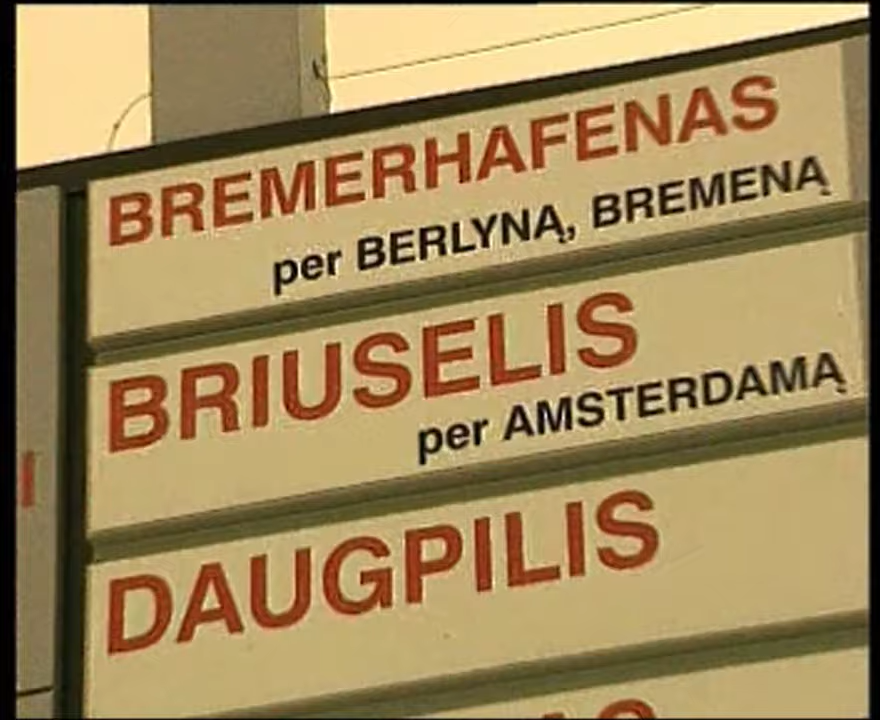 BREMERHAFENAS
per BERLYNĄ, BREMENĄ
BRIUSELIS
per AMSTERDAMĄ
DAUGPILIS